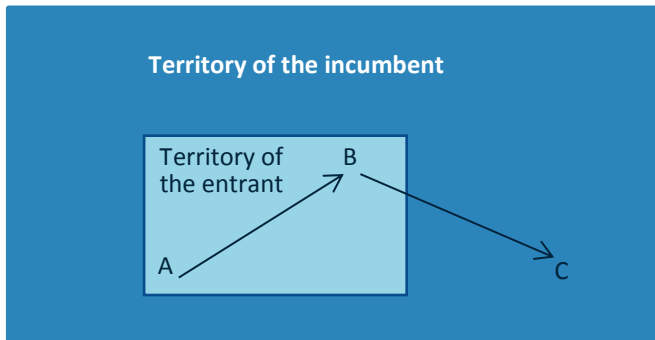 Territory of the incumbent
Territory of
the entrant
B
A
C